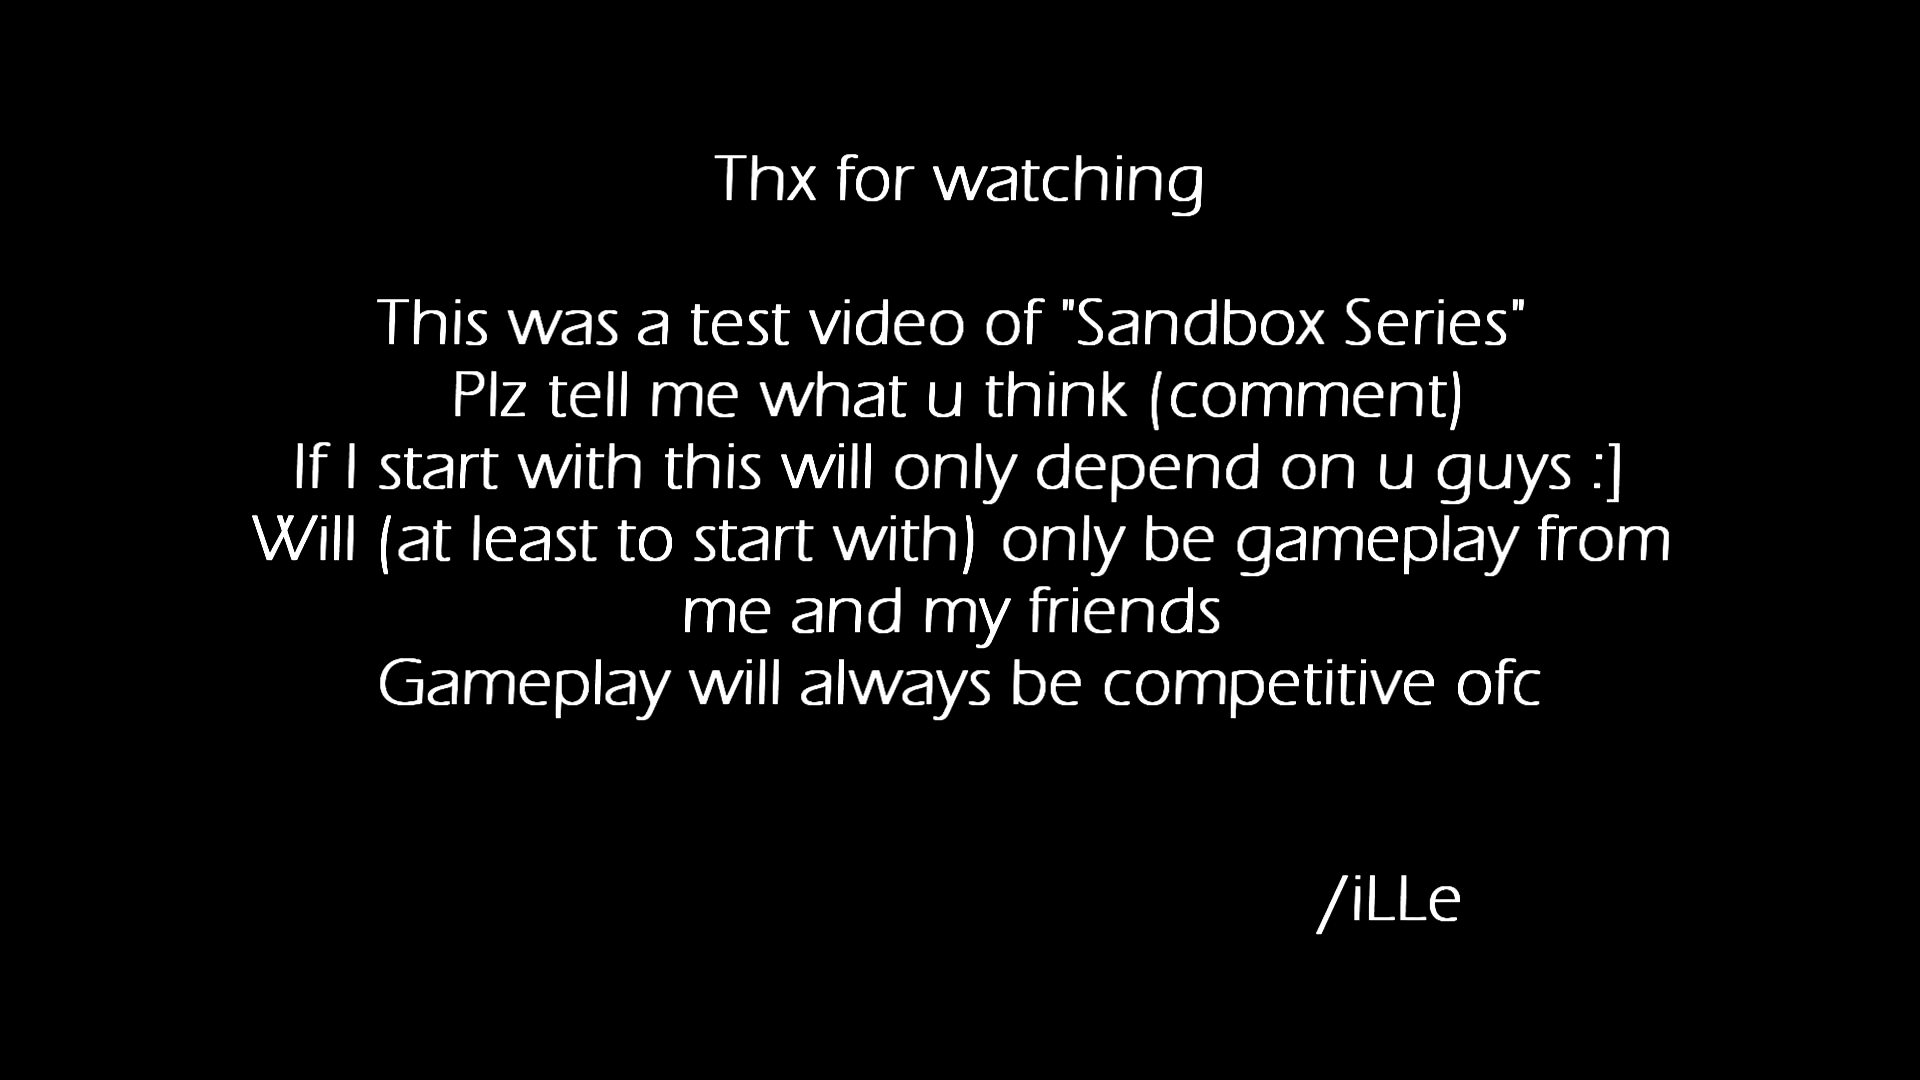 Thx for watching
This was a test video of "Sandbox Series"
Plz tell me what u think (comment)
If I start with this will only depend on u guys :]
Will (at least to start with) only be gameplay from
me and my friends
Gameplay will always be competitive ofc
/iLLe